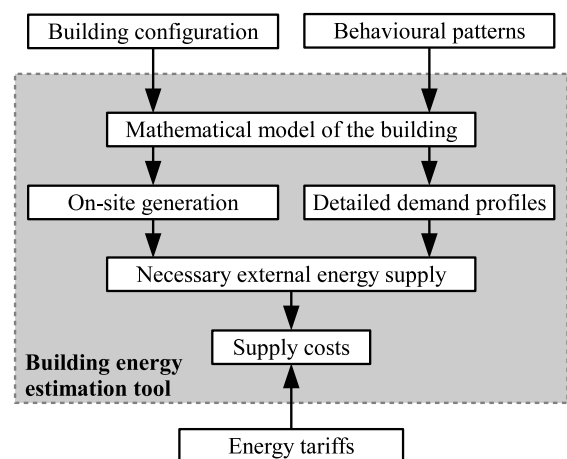 Building configuration
Behavioural patterns
Mathematical model of the building
On-site generation
Detailed demand profiles
Necessary external energy supply
Supply costs
Building energy
estimation tool
Energy tariffs